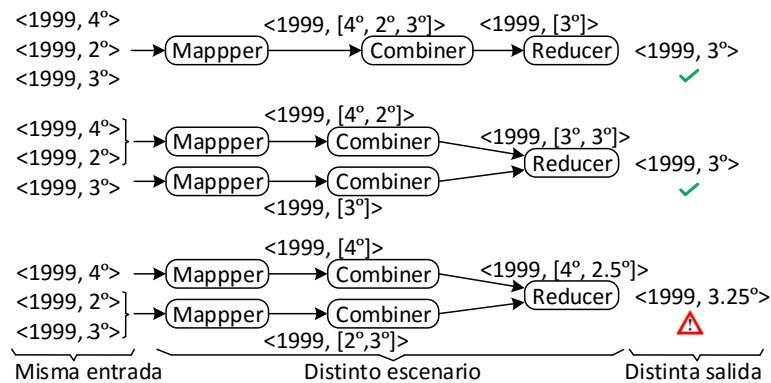 <1999, 4º>
<1999, 2º>
<1999, 3º>
Mappper
<1999, [4º, 2º, 3º]>
Combiner
<1999, [3º]>
Reducer
<1999, 3º>
<1999, 4º>
<1999, 2º>
<1999, 3º>
Mappper
<1999, [4º, 2º]>
Combiner
Mappper
Combiner
<1999, [3º]>
<1999, [3º, 3º]>
Reducer
<1999, 3º>
<1999, 4º>
<1999, 2º>
<1999, 3º>
Mappper
<1999, [4º]>
Combiner
Mappper
Combiner
<1999, [2º,3º]>
<1999, [4º, 2.5º]>
Reducer
<1999, 3.25º>
Misma entrada
Distinto escenario
Distinta salida